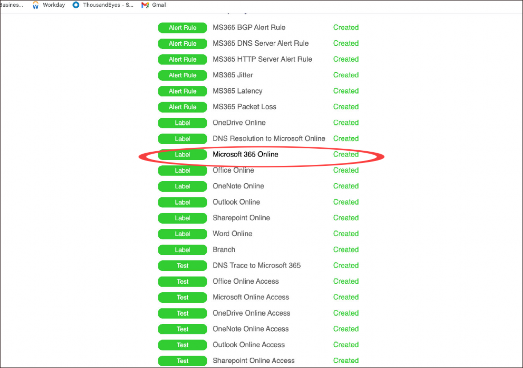 asines... Workday ThousandEyes - S... Gmail
Alert Rule MS365 BGP Alert Rule Created
Alert Rule MS365 DNS Server Alert Rule Created
Alert Rule MS365 HTTP Server Alert Rule Created
Alert Rule MS365 Jitter Created
Alert Rule MS365 Latency Created
Alert Rule MS365 Packet Loss Created
Label OneDrive Online Created
Label DNS Resolution to Microsoft Online Created
Label Microsoft 365 Online Created
Label Office Online Created
Label OneNote Online Created
Label Outlook Online Created
Label Sharepoint Online Created
Label Word Online Created
Label Branch Created
Test DNS Trace to Microsoft 365 Created
Test Office Online Access Created
Test Microsoft Online Access Created
Test OneDrive Online Access Created
Test OneNote Online Access Created
Test Outlook Online Access Created
Test Sharepoint Online Access Created